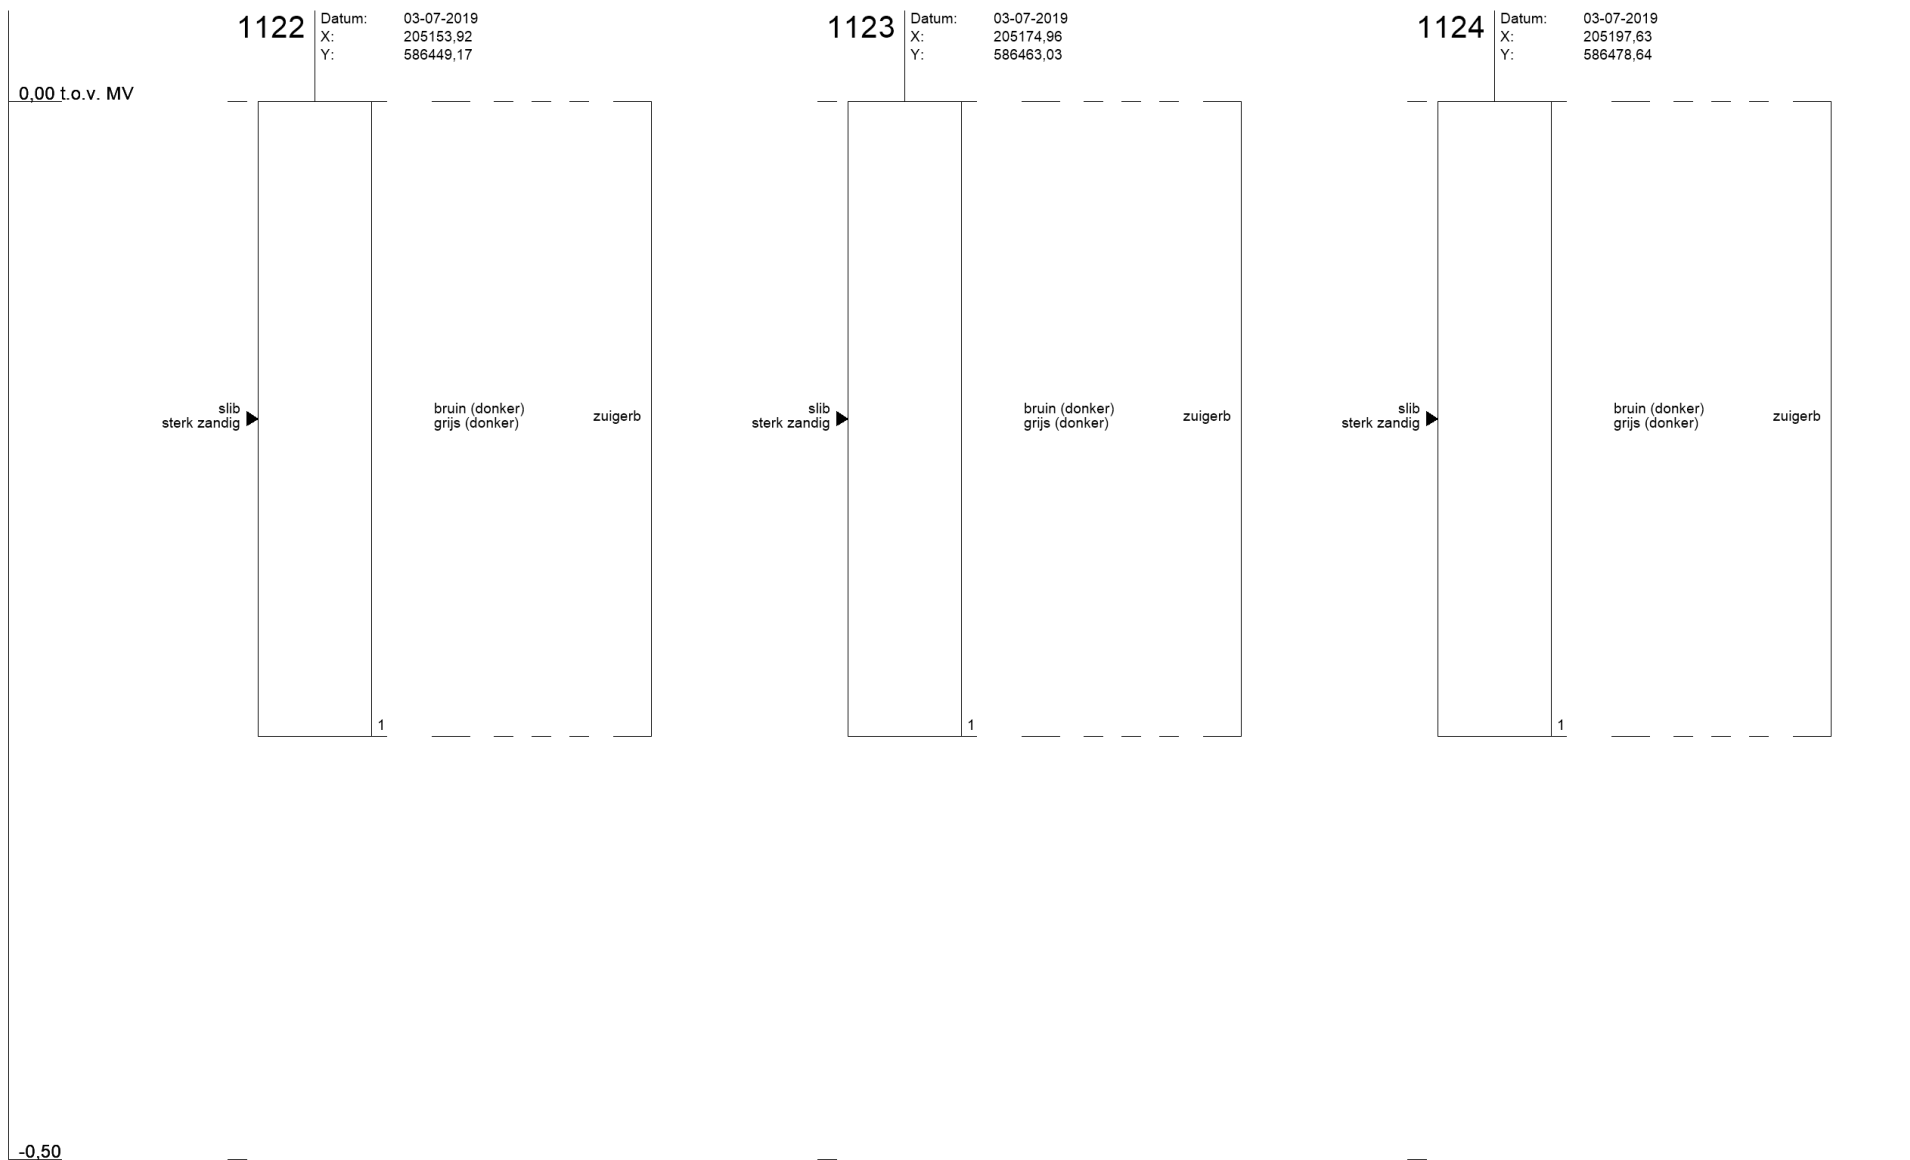 1122
Datum: 03-07-2019
X: 205153,92
Y: 586449,17
1123
Datum: 03-07-2019
X: 205174,96
Y: 586463,03
1124
Datum: 03-07-2019
X: 205197,63
Y: 586478,64
0,00 t.o.v. MV
slib
sterk zandig
bruin (donker)
grijs (donker)
zuigerb
1
slib
sterk zandig
bruin (donker)
grijs (donker)
zuigerb
1
slib
sterk zandig
bruin (donker)
grijs (donker)
zuigerb
1
-0,50